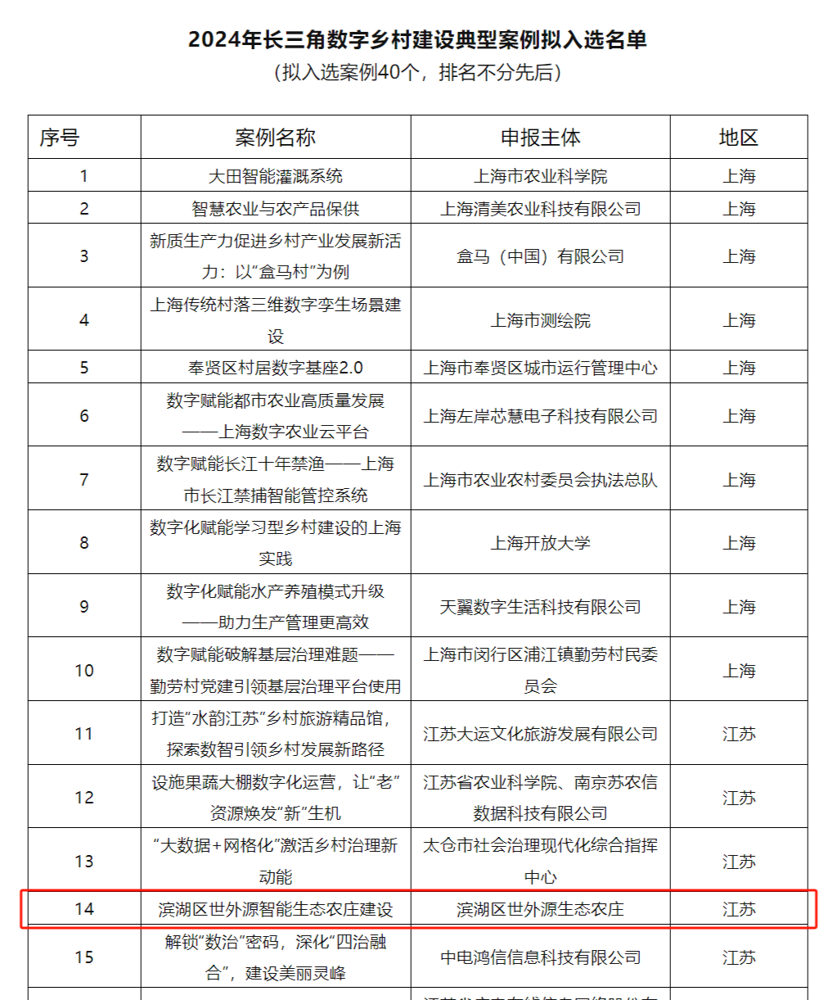 2024年长三角数字乡村建设典型案例拟入选名单
（拟入选案例40个，排名不分先后）
序号 案例名称 申报主体 地区
1 大田智能灌溉系统 上海市农业科学院 上海
2 智慧农业与农产品保供 上海清美农业科技有限公司 上海
3 新质生产力促进乡村产业发展新活
力：以“盒马村”为例 盒马（中国）有限公司 上海
4 上海传统村落三维数字孪生场景建
设 上海市测绘院 上海
5 奉贤区村居数字基座2.0 上海市奉贤区城市运行管理中心 上海
6 数字赋能都市农业高质量发展
——上海数字农业云平台 上海左岸芯慧电子科技有限公司 上海
7 数字赋能长江十年禁渔——上海
市长江禁捕智能管控系统 上海市农业农村委员会执法总队 上海
8 数字化赋能学习型乡村建设的上海
实践 上海开放大学 上海
9 数字化赋能水产养殖模式升级
——助力生产管理更高效 天翼数字生活科技有限公司 上海
10 数字赋能破解基层治理难题——
勤劳村党建引领基层治理平台使用 上海市闵行区浦江镇勤劳村民委
员会 上海
11 打造“水韵江苏”乡村旅游精品馆，
探索数智引领乡村发展新路径 江苏大运文化旅游发展有限公司 江苏
12 设施果蔬大棚数字化运营，让“老”
资源焕发“新”生机 江苏省农业科学院、南京苏农信
数据科技有限公司 江苏
13 “大数据+网格化”激活乡村治理新
动能 太仓市社会治理现代化综合指挥
中心 江苏
14 滨湖区世外源智能生态农庄建设 滨湖区世外源生态农庄 江苏
15 解锁“数治”密码，深化“四治融
合”，建设美丽灵峰 中电鸿信信息科技有限公司 江苏